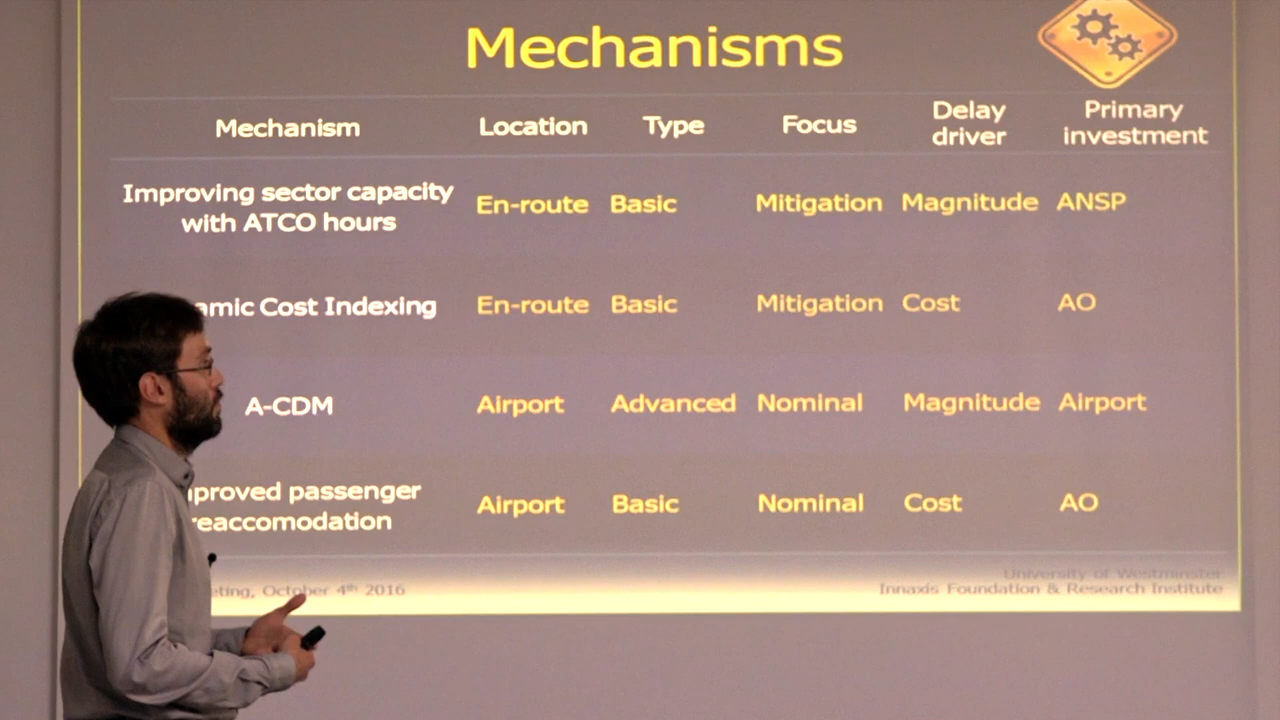 Mechanisms
Mechanism Location Type Focus Delay driver Primary investment
Improving sector capacity
with ATCO hours En-route Basic Mitigation Magnitude ANSP
amic Cost Indexing En-route Basic Mitigation Cost AO
A-CDM Airport Advanced Nominal Magnitude Airport
proved passenger
reaccomodation Airport Basic Nominal Cost AO
eting, October 4th 2016
University of Westminster
Innaxis Foundation & Research Institute